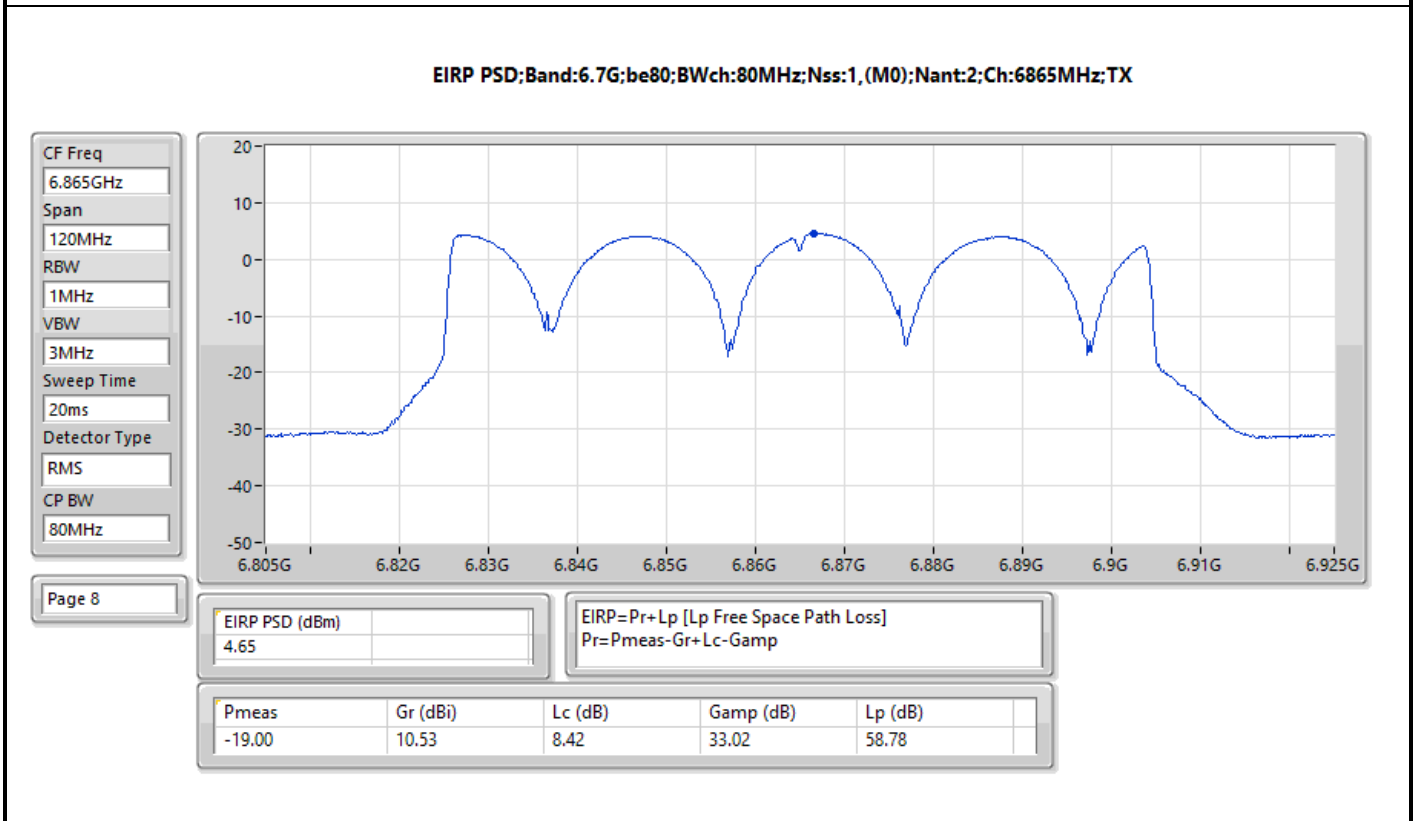 EIRP PSD;Band:6.7G;be80;BWch:80MHz;Nss:1,(M0);Nant:2;Ch:6865MHz;TX
CF Freq
6.865GHz
Span
120MHz
RBW
1MHz
VBW
3MHz
Sweep Time
20ms
Detector Type
RMS
CP BW
80MHz
Page 8
20
10
0
-10
-20
-30
-40
-50
6.805G 6.82G 6.83G 6.84G 6.85G 6.86G 6.87G 6.88G 6.89G 6.9G 6.91G 6.925G
EIRP PSD (dBm)
4.65
EIRP=Pr+Lp [Lp Free Space Path Loss]
Pr=Pmeas-Gr+Lc-Gamp
Pmeas Gr (dBi) Lc (dB) Gamp (dB) Lp (dB)
-19.00 10.53 8.42 33.02 58.78